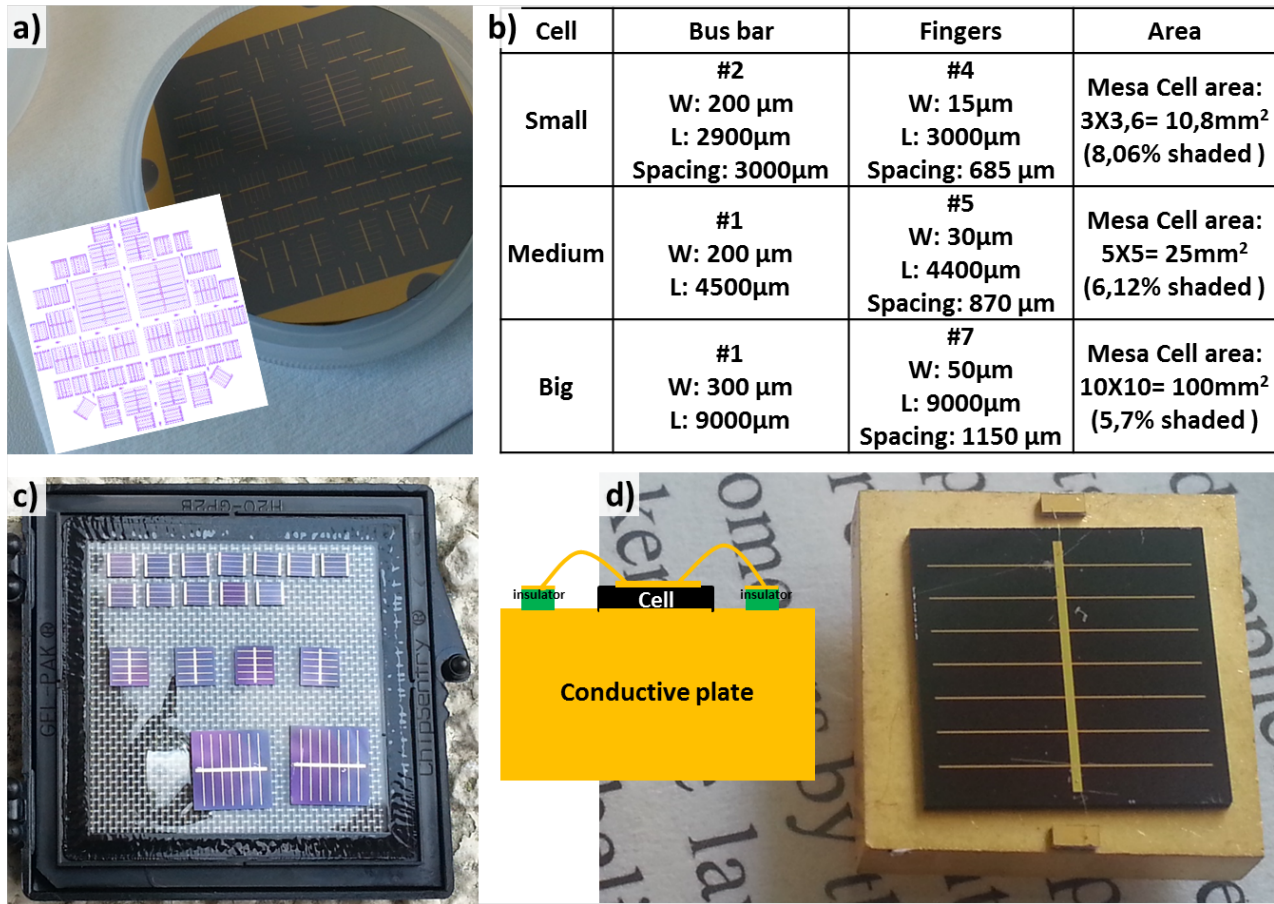 a)
b)
Cell
Bus bar
Fingers
Area
Small
#2
W: 200 µm
L: 2900µm
Spacing: 3000µm
#4
W: 15µm
L: 3000µm
Spacing: 685 µm
Mesa Cell area:
3X3,6= 10,8mm²
(8,06% shaded )
Medium
#1
W: 200 µm
L: 4500µm
#5
W: 30µm
L: 4400µm
Spacing: 870 µm
Mesa Cell area:
5X5= 25mm²
(6,12% shaded )
Big
#1
W: 300 µm
L: 9000µm
#7
W: 50µm
L: 9000µm
Spacing: 1150 µm
Mesa Cell area:
10X10= 100mm²
(5,7% shaded )
c)
GEL-PAK ®
ChipSentry ®
d)
insulator
Cell
insulator
Conductive plate